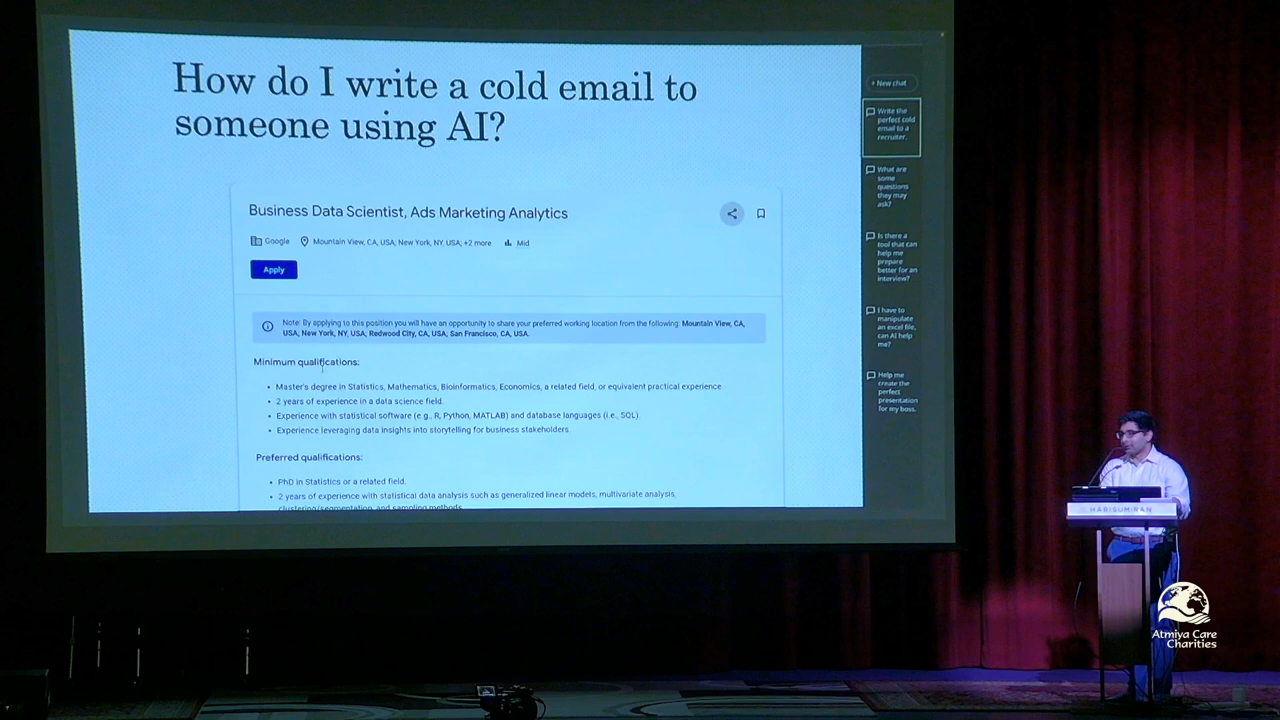 How do I write a cold email to
someone using AI?
Business Data Scientist, Ads Marketing Analytics
Google
Mountain View, CA, USA; New York, NY, USA; +2 more
Mid
Apply
Note: By applying to this position you will have an opportunity to share your preferred working location from the following: Mountain View, CA,
USA; New York, NY, USA; Redwood City, CA, USA; San Francisco, CA, USA.
Minimum qualifications:
• Master's degree in Statistics, Mathematics, Bioinformatics, Economics, a related field, or equivalent practical experience.
• 2 years of experience in a data science field.
• Experience with statistical software (e.g., R, Python, MATLAB) and database languages (i.e., SQL).
• Experience leveraging data insights into storytelling for business stakeholders.
Preferred qualifications:
• PhD in Statistics or a related field.
• 2 years of experience with statistical data analysis such as generalized linear models, multivariate analysis,
clustering/segmentation, and sampling methods.
+ New chat
Write the
perfect cold
email to a
recruiter.
What are
some
questions
they may
ask?
Is there a
tool that can
help me
prepare
better for an
interview?
I have to
manipulate
an excel file,
can AI help
me?
Help me
create the
perfect
presentation
for my boss.
HARISUMIRAN
Atmiya Care
Charities